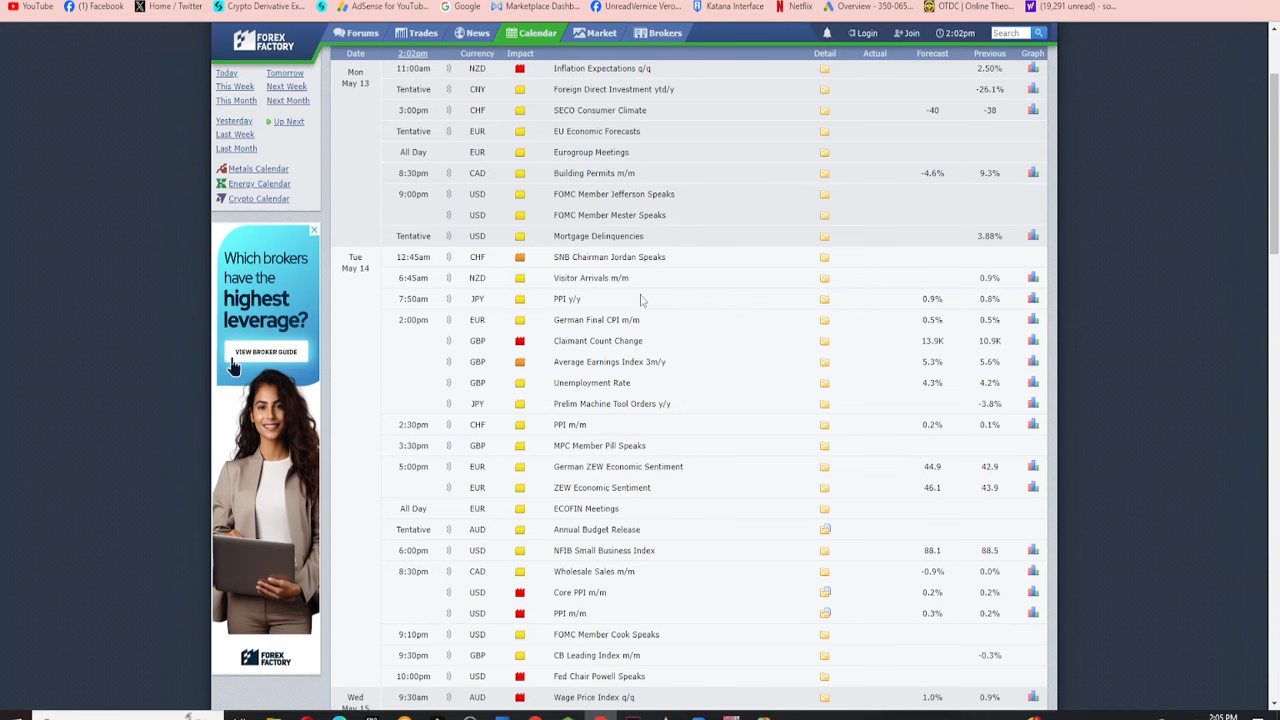 YouTube (1) Facebook Home / Twitter Crypto Derivative Ex... AdSense for YouTub... Google Marketplace Dashb... UnreadVernice Vero... Katana Interface Netflix Overview - 350-065... OTDC | Online Theo... (19,291 unread) - so...
FOREX FACTORY Forums Trades News Calendar Market Brokers Login Join 2:02pm Search
Today Tomorrow
This Week Next Week
This Month Next Month
Yesterday Up Next
Last Week
Last Month
Metals Calendar
Energy Calendar
Crypto Calendar
Which brokers
have the
highest
leverage?
VIEW BROKER GUIDE
FOREX FACTORY
Date 2:02pm Currency Impact Detail Actual Forecast Previous Graph
Mon May 13 11:00am NZD Inflation Expectations q/q 2.50%
Tentative CNY Foreign Direct Investment ytd/y -26.1%
3:00pm CHF SECO Consumer Climate -40 -38
Tentative EUR EU Economic Forecasts
All Day EUR Eurogroup Meetings
8:30pm CAD Building Permits m/m -4.6% 9.3%
9:00pm USD FOMC Member Jefferson Speaks
USD FOMC Member Mester Speaks
Tentative USD Mortgage Delinquencies 3.88%
Tue May 14 12:45am CHF SNB Chairman Jordan Speaks
6:45am NZD Visitor Arrivals m/m 0.9%
7:50am JPY PPI y/y 0.9% 0.8%
2:00pm EUR German Final CPI m/m 0.5% 0.5%
GBP Claimant Count Change 13.9K 10.9K
GBP Average Earnings Index 3m/y 5.3% 5.6%
GBP Unemployment Rate 4.3% 4.2%
JPY Prelim Machine Tool Orders y/y -3.8%
2:30pm CHF PPI m/m 0.2% 0.1%
3:30pm GBP MPC Member Pill Speaks
5:00pm EUR German ZEW Economic Sentiment 44.9 42.9
EUR ZEW Economic Sentiment 46.1 43.9
All Day EUR ECOFIN Meetings
Tentative AUD Annual Budget Release
6:00pm USD NFIB Small Business Index 88.1 88.5
8:30pm CAD Wholesale Sales m/m -0.9% 0.0%
USD Core PPI m/m 0.2% 0.2%
USD PPI m/m 0.3% 0.2%
9:10pm USD FOMC Member Cook Speaks
9:30pm GBP CB Leading Index m/m -0.3%
10:00pm USD Fed Chair Powell Speaks
Wed May 15 9:30am AUD Wage Price Index q/q 1.0% 0.9%
2:05 PM